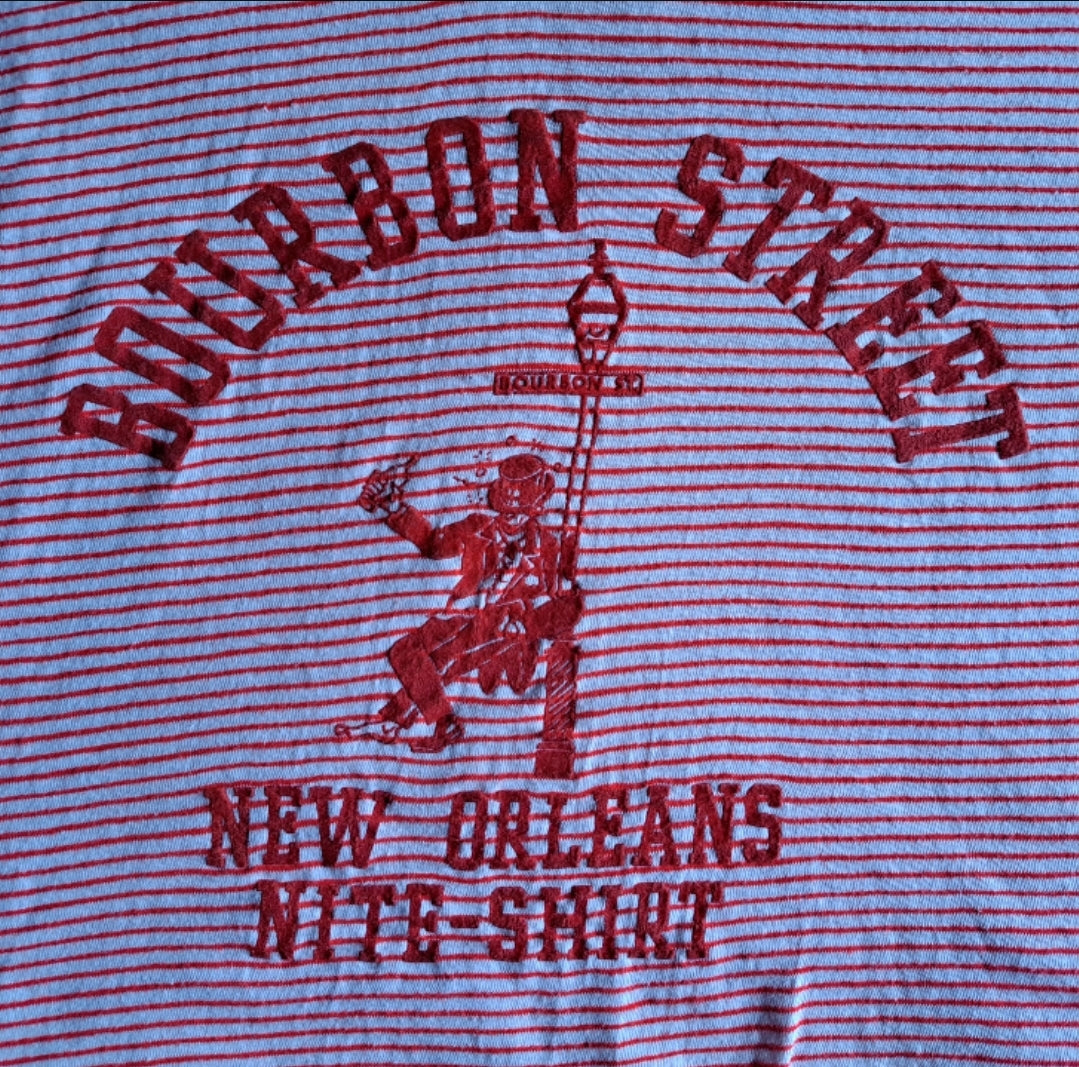 BOURBON STREET
BOURBON ST.
NEW ORLEANS
NITE-SHIRT